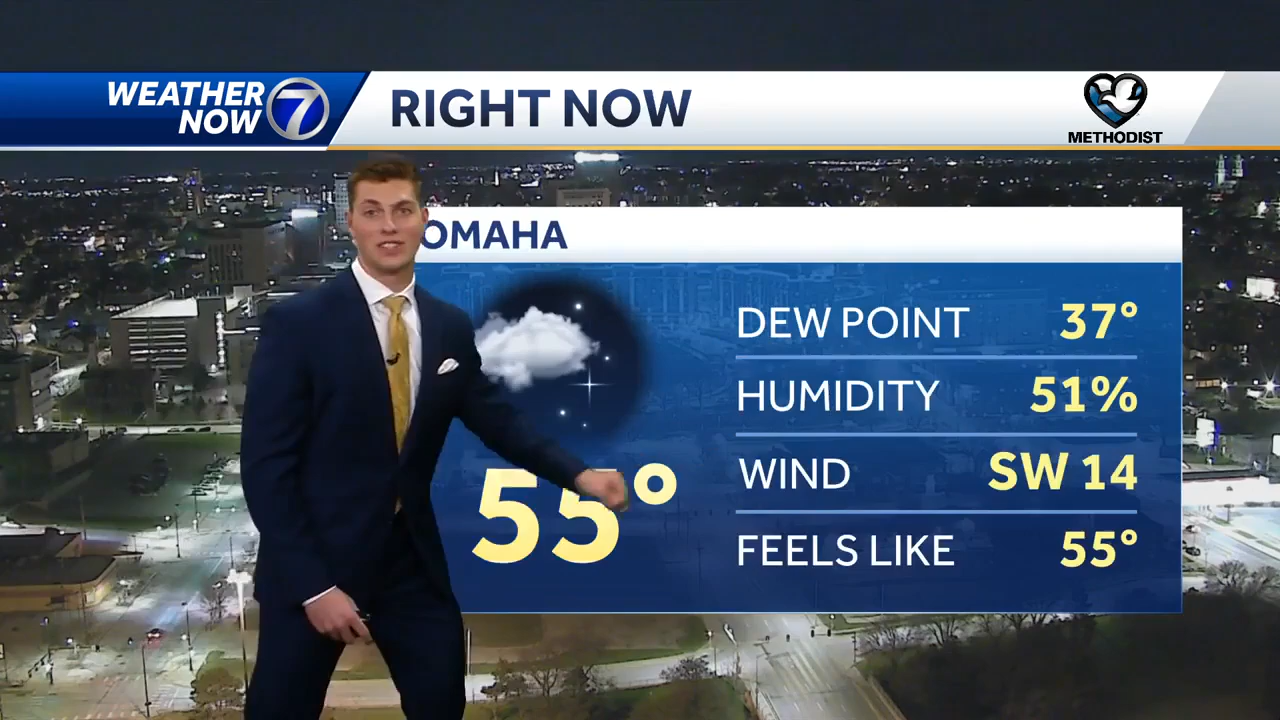 WEATHER
NOW 7
RIGHT NOW
METHODIST
OMAHA
55°
DEW POINT 37°
HUMIDITY 51%
WIND SW 14
FEELS LIKE 55°